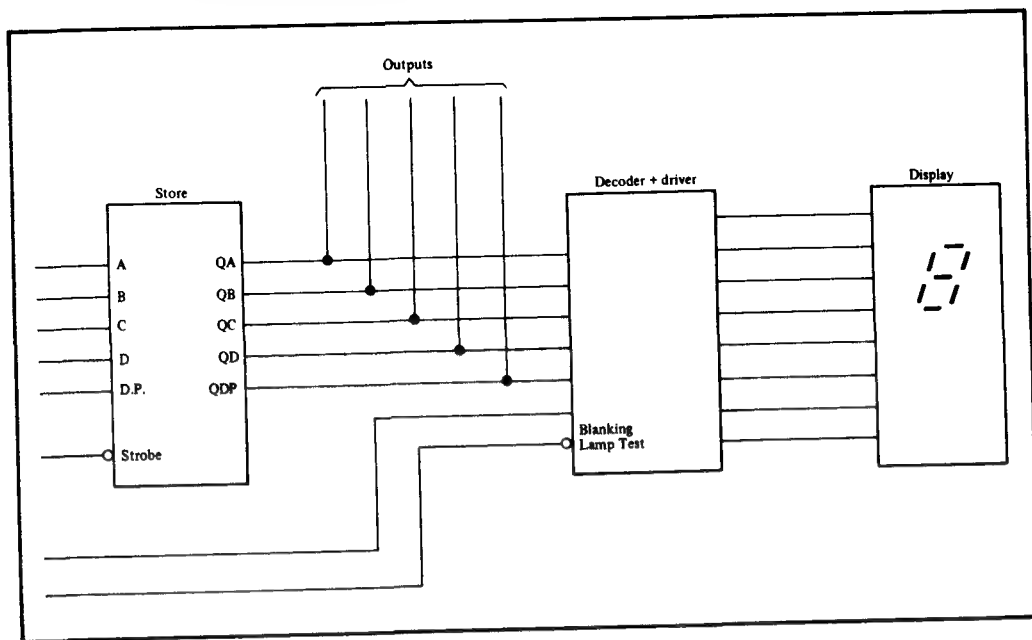 Outputs
Store
Decoder + driver
Display
A QA
B QB
C QC
D QD
D.P. QDP
Strobe
Blanking
Lamp Test